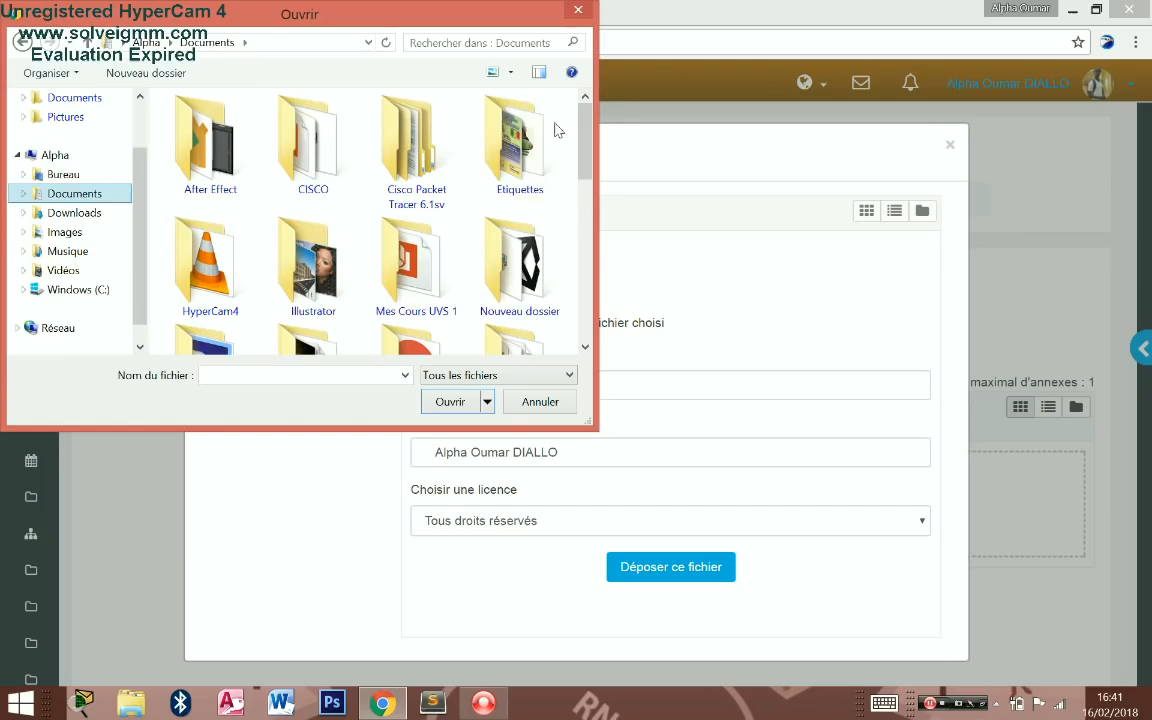 Unregistered HyperCam 4
www.solveigmm.com
Evaluation Expired
Ouvrir
Alpha Oumar
Alpha
Documents
Rechercher dans : Documents
Organiser
Nouveau dossier
Alpha Oumar DIALLO
Documents
Pictures
Alpha
Bureau
Documents
Downloads
Images
Musique
Vidéos
Windows (C:)
Réseau
After Effect
CISCO
Cisco Packet
Tracer 6.1sv
Etiquettes
HyperCam4
Illustrator
Mes Cours UVS 1
Nouveau dossier
Nom du fichier :
Tous les fichiers
Ouvrir
Annuler
fichier choisi
maximal d'annexes : 1
Alpha Oumar DIALLO
Choisir une licence
Tous droits réservés
Déposer ce fichier
16:41
16/02/2018